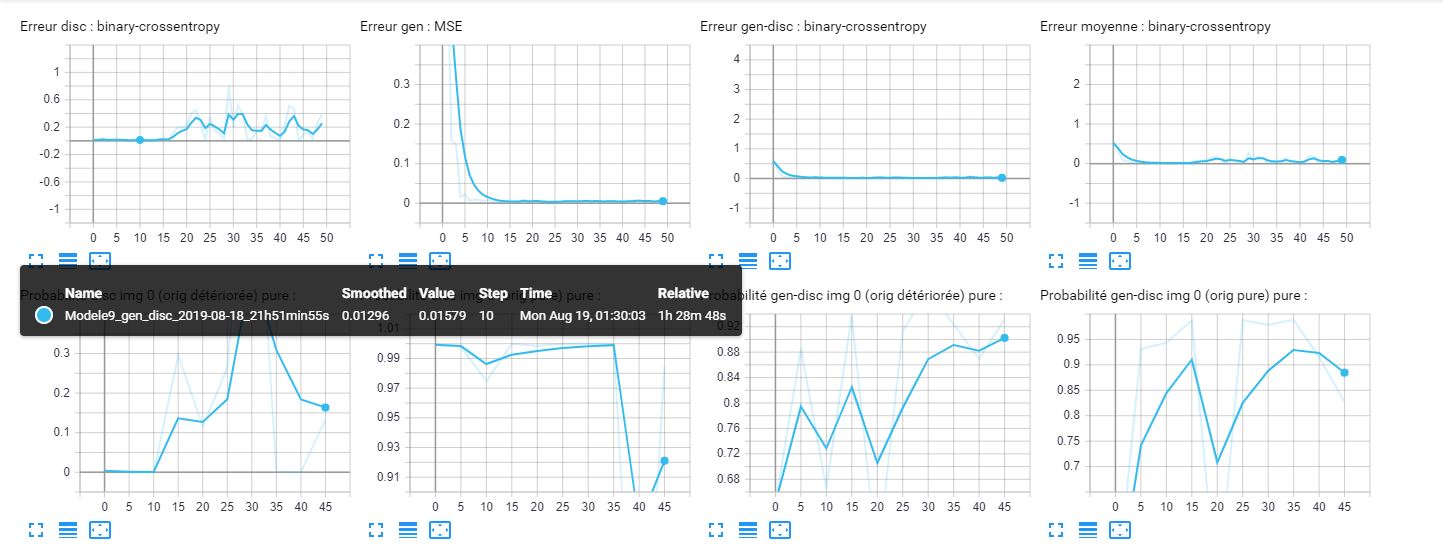 Erreur disc : binary-crossentropy
Erreur gen : MSE
Erreur gen-disc : binary-crossentropy
Erreur moyenne : binary-crossentropy
1
0.6
0.2
-0.2
-0.6
-1
0 5 10 15 20 25 30 35 40 45 50
0.3
0.2
0.1
0
0 5 10 15 20 25 30 35 40 45 50
4
3
2
1
0
-1
0 5 10 15 20 25 30 35 40 45 50
2
1
0
-1
0 5 10 15 20 25 30 35 40 45 50
Name Smoothed Value Step Time Relative
Modele9_gen_disc_2019-08-18_21h51min55s 0.01296 0.01579 10 Mon Aug 19, 01:30:03 1h 28m 48s
disc img 0 (orig détériorée) pure :
img 0 (orig pure) pure :
Probabilité gen-disc img 0 (orig détériorée) pure :
Probabilité gen-disc img 0 (orig pure) pure :
0.3
0.2
0.1
0
0 5 10 15 20 25 30 35 40 45
1.01
0.99
0.97
0.95
0.93
0.91
0 5 10 15 20 25 30 35 40 45
0.92
0.88
0.84
0.8
0.76
0.72
0.68
0 5 10 15 20 25 30 35 40 45
0.95
0.9
0.85
0.8
0.75
0.7
0 5 10 15 20 25 30 35 40 45